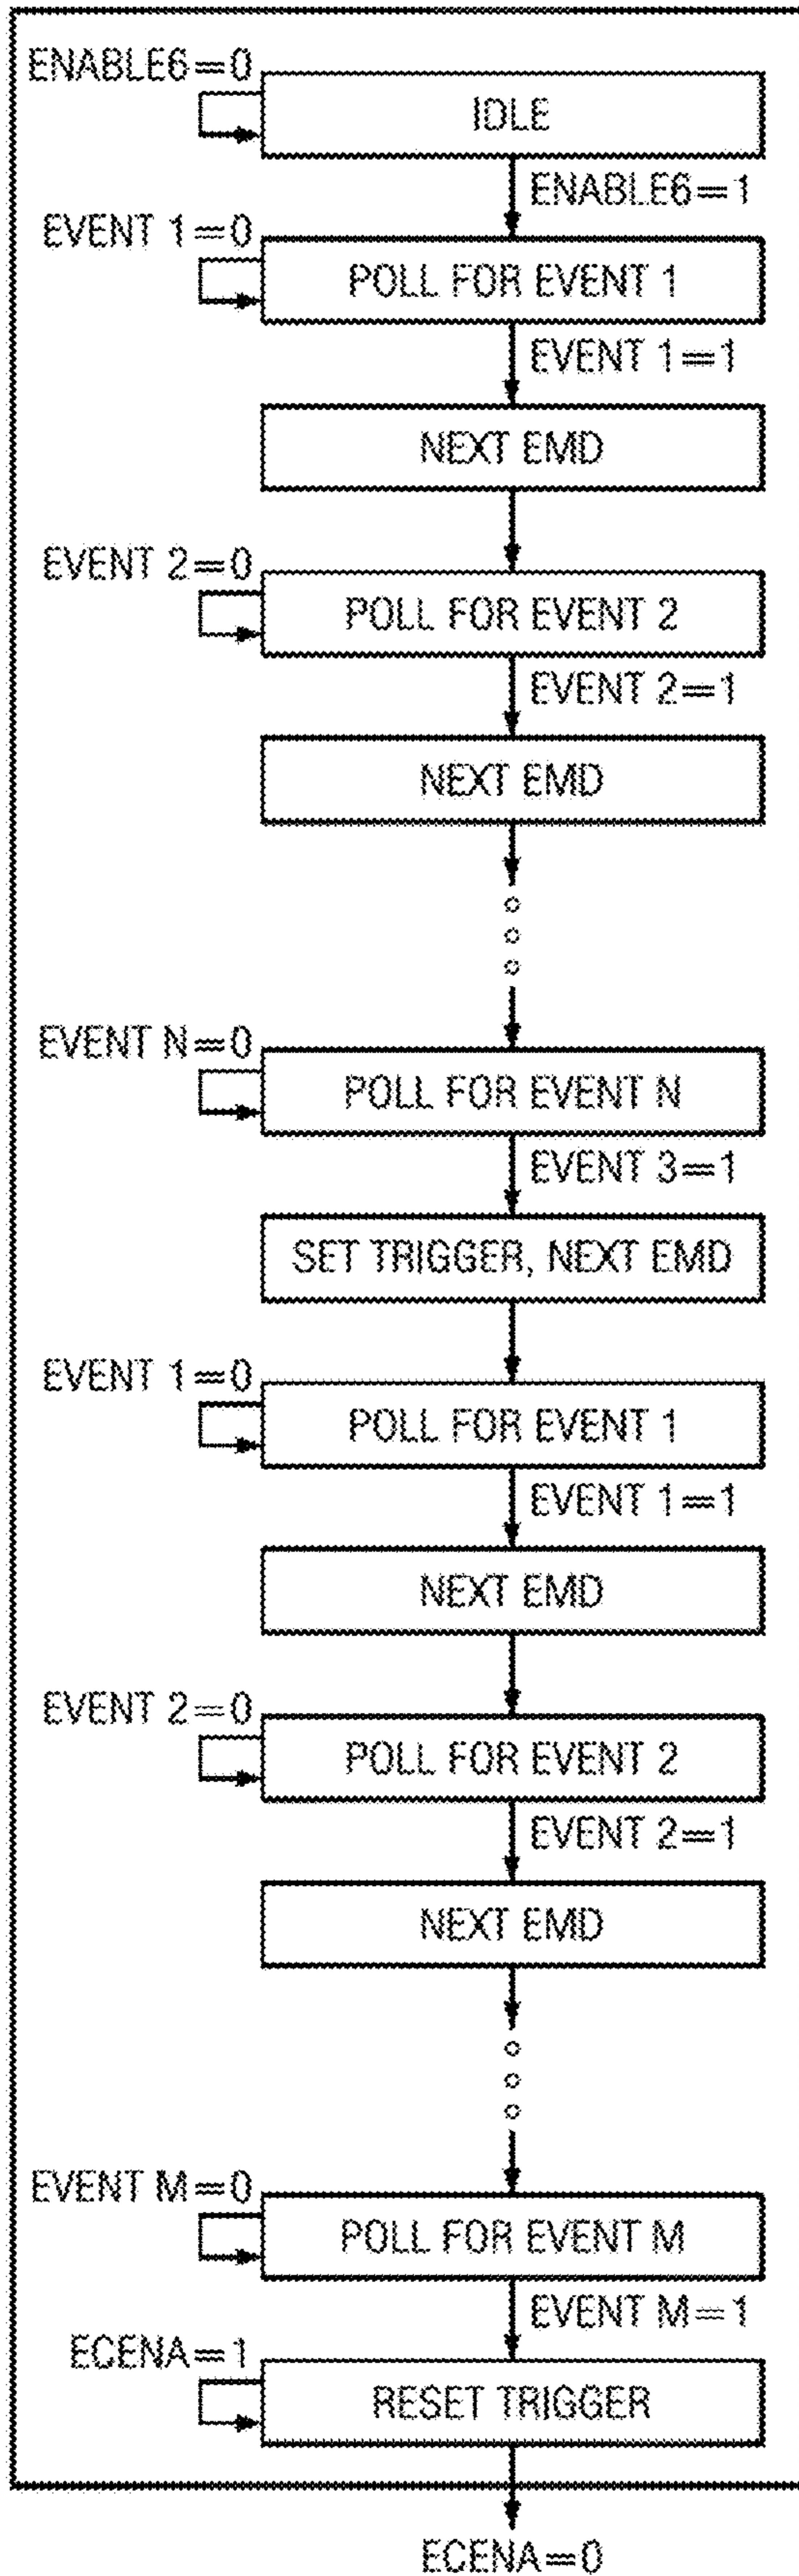 ENABLE6=0
IDLE
ENABLE6=1
EVENT 1=0
POLL FOR EVENT 1
EVENT 1=1
NEXT EMD
EVENT 2=0
POLL FOR EVENT 2
EVENT 2=1
NEXT EMD
EVENT N=0
POLL FOR EVENT N
EVENT 3=1
SET TRIGGER, NEXT EMD
EVENT 1=0
POLL FOR EVENT 1
EVENT 1=1
NEXT EMD
EVENT 2=0
POLL FOR EVENT 2
EVENT 2=1
NEXT EMD
EVENT M=0
POLL FOR EVENT M
EVENT M=1
ECENA=1
RESET TRIGGER
ECENA=0